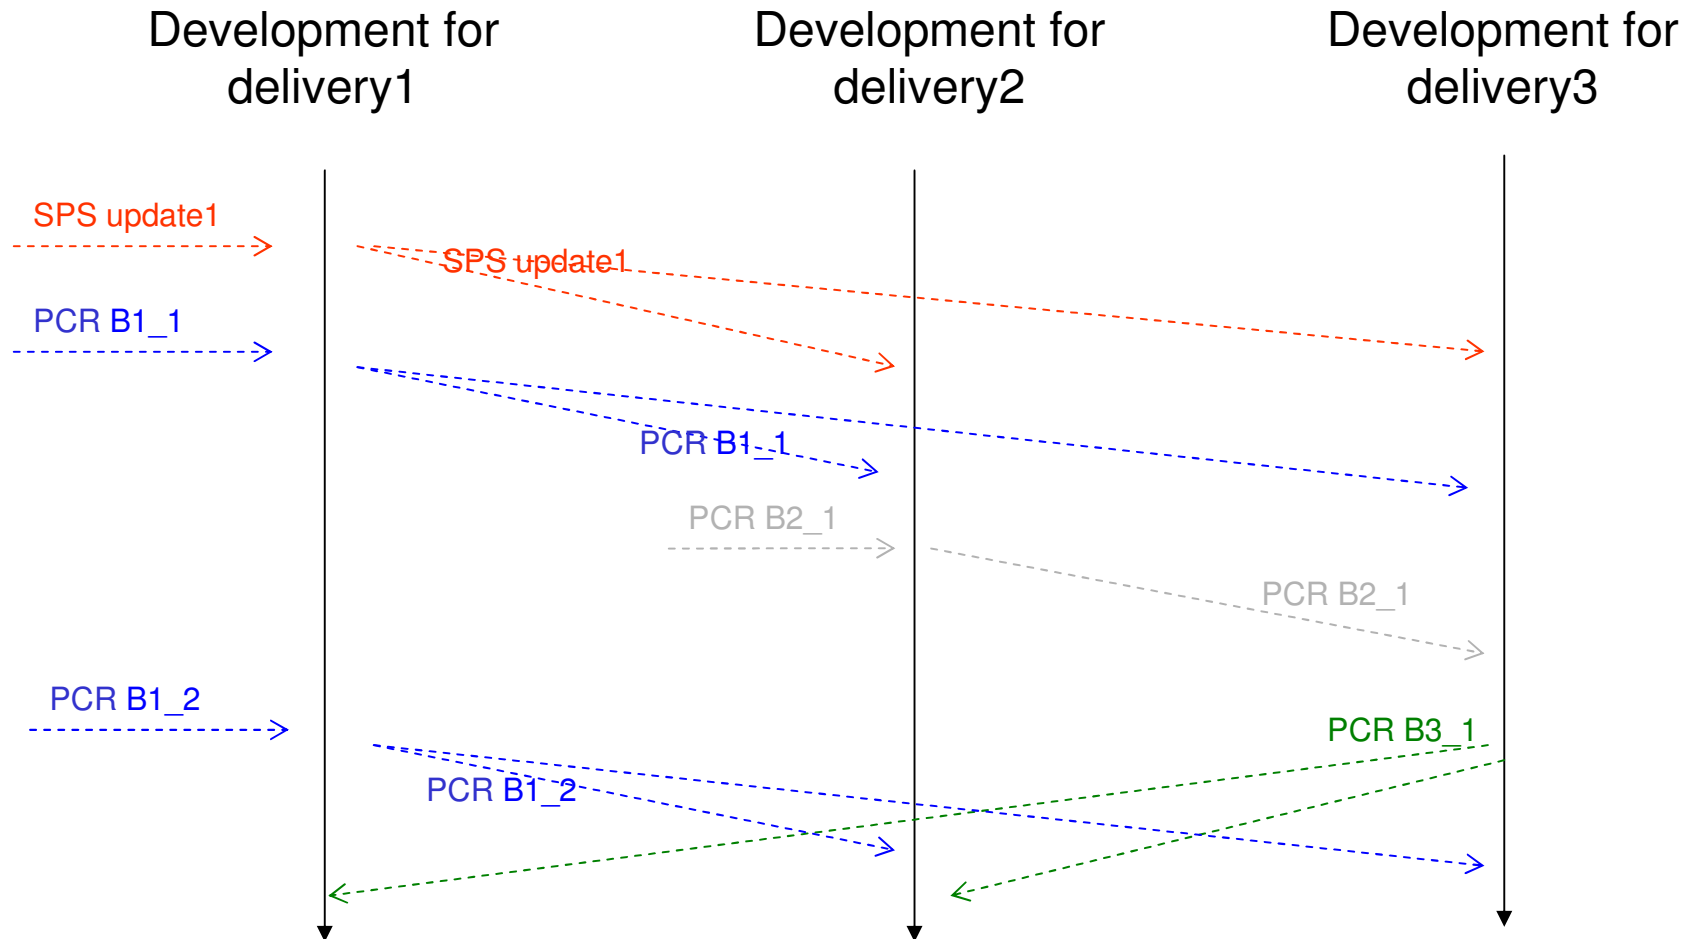 Development for
delivery1
Development for
delivery2
Development for
delivery3
SPS update1
SPS update1
PCR B1_1
PCR B1_1
PCR B2_1
PCR B2_1
PCR B1_2
PCR B3_1
PCR B1_2